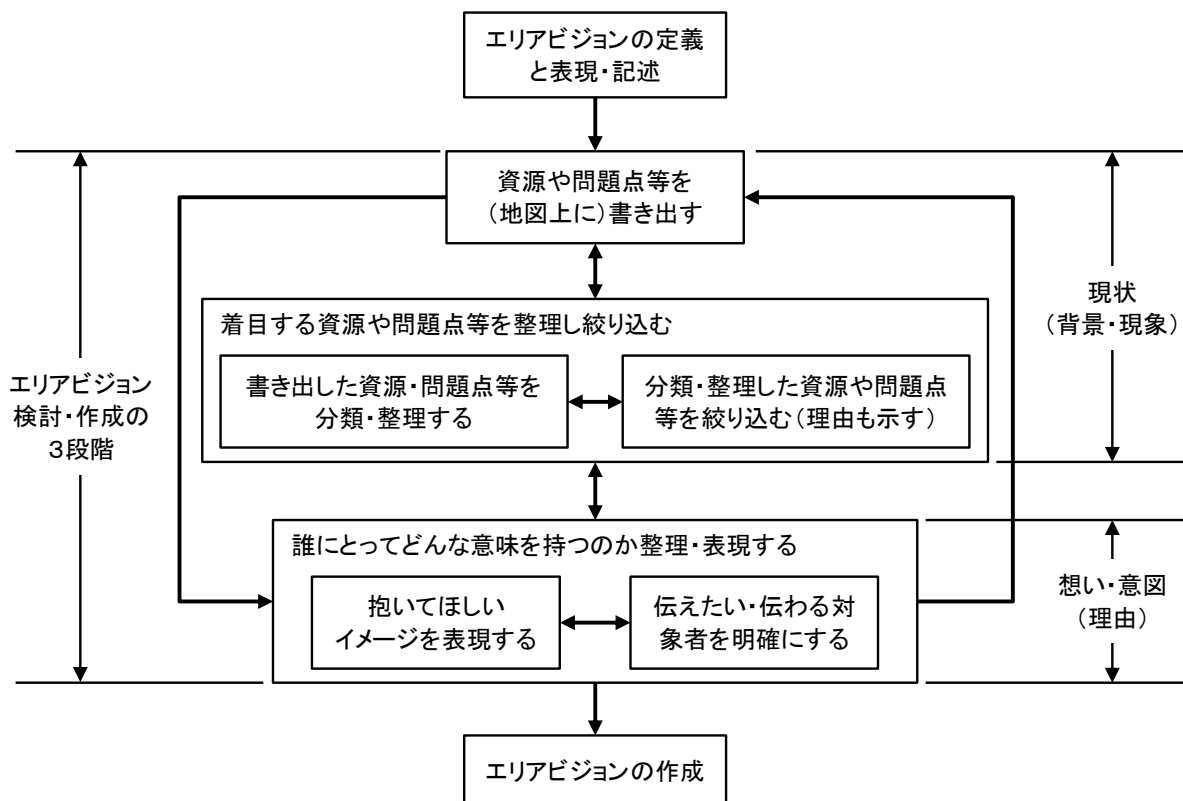 エリアビジョンの定義
と表現・記述
資源や問題点等を
（地図上に）書き出す
着目する資源や問題点等を整理し絞り込む
書き出した資源・問題点等を
分類・整理する
分類・整理した資源や問題点
等を絞り込む（理由も示す）
現状
（背景・現象）
エリアビジョン
検討・作成の
３段階
誰にとってどんな意味を持つのか整理・表現する
抱いてほしい
イメージを表現する
伝えたい・伝わる対
象者を明確にする
想い・意図
（理由）
エリアビジョンの作成